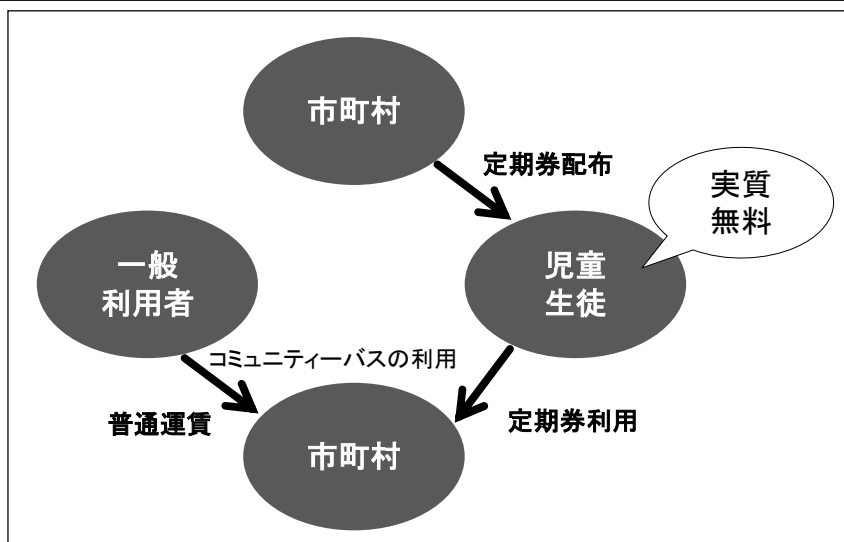 市町村
定期券配布
実質
無料
一般
利用者
児童
生徒
コミュニティーバスの利用
普通運賃
定期券利用
市町村